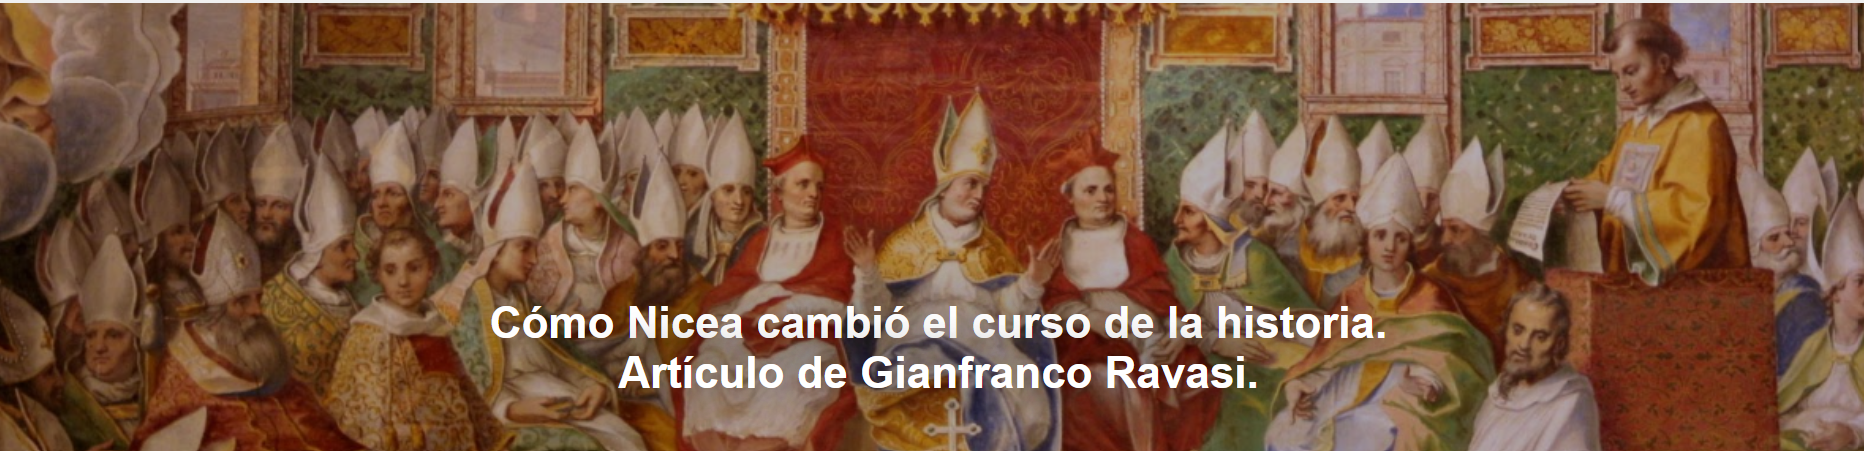 Cómo Nicea cambió el curso de la historia.
Artículo de Gianfranco Ravasi.